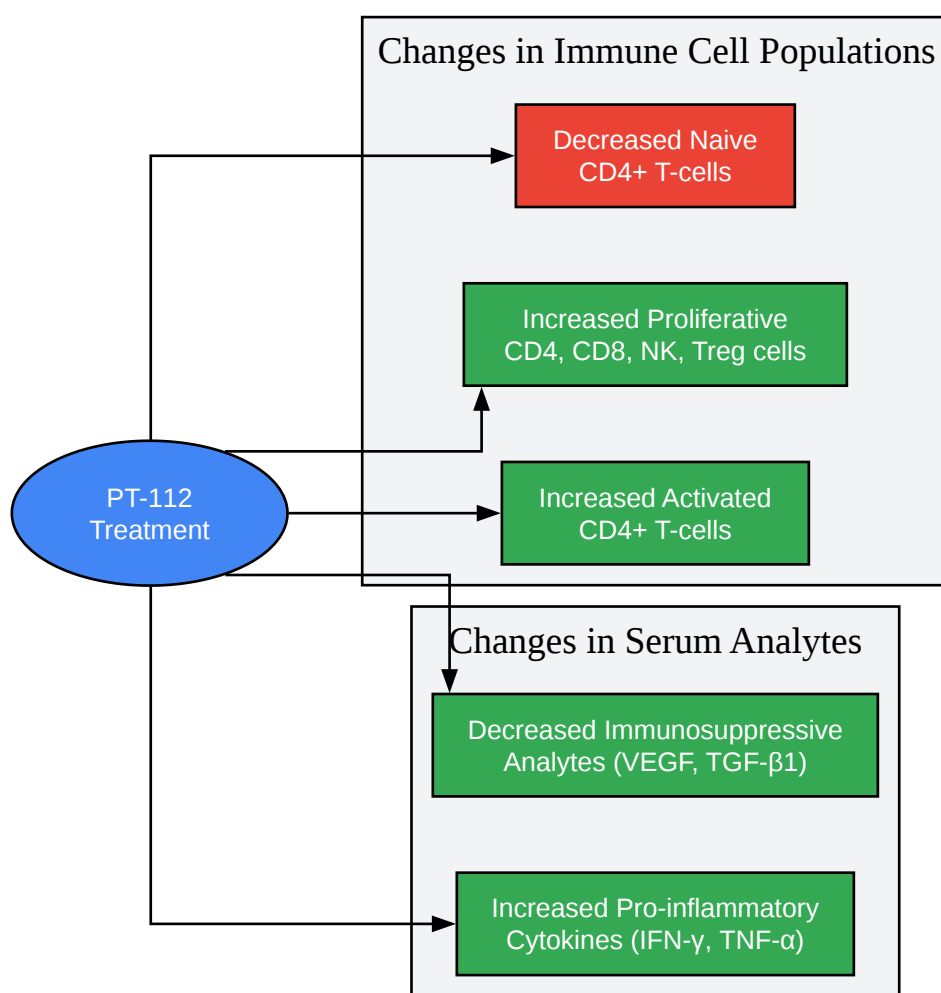 Changes in Immune Cell Populations
Decreased Naive
CD4+ T-cells
Increased Proliferative
CD4, CD8, NK, Treg cells
Increased Activated
CD4+ T-cells
PT-112
Treatment
Changes in Serum Analytes
Decreased Immunosuppressive
Analytes (VEGF, TGF-β1)
Increased Pro-inflammatory
Cytokines (IFN-γ, TNF-α)